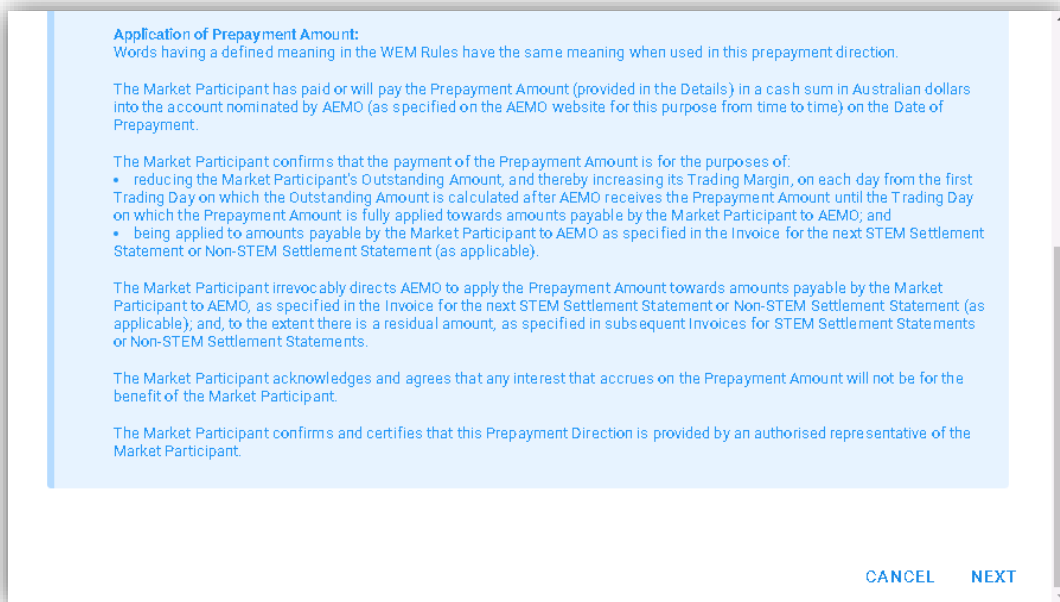 Application of Prepayment Amount:
Words having a defined meaning in the WEM Rules have the same meaning when used in this prepayment direction.
The Market Participant has paid or will pay the Prepayment Amount (provided in the Details) in a cash sum in Australian dollars
into the account nominated by AEMO (as specified on the AEMO website for this purpose from time to time) on the Date of
Prepayment.
The Market Participant confirms that the payment of the Prepayment Amount is for the purposes of:
• reducing the Market Participant's Outstanding Amount, and thereby increasing its Trading Margin, on each day from the first
Trading Day on which the Outstanding Amount is calculated after AEMO receives the Prepayment Amount until the Trading Day
on which the Prepayment Amount is fully applied towards amounts payable by the Market Participant to AEMO; and
• being applied to amounts payable by the Market Participant to AEMO as specified in the Invoice for the next STEM Settlement
Statement or Non-STEM Settlement Statement (as applicable).
The Market Participant irrevocably directs AEMO to apply the Prepayment Amount towards amounts payable by the Market
Participant to AEMO, as specified in the Invoice for the next STEM Settlement Statement or Non-STEM Settlement Statement (as
applicable); and, to the extent there is a residual amount, as specified in subsequent Invoices for STEM Settlement Statements
or Non-STEM Settlement Statements.
The Market Participant acknowledges and agrees that any interest that accrues on the Prepayment Amount will not be for the
benefit of the Market Participant.
The Market Participant confirms and certifies that this Prepayment Direction is provided by an authorised representative of the
Market Participant.
CANCEL NEXT